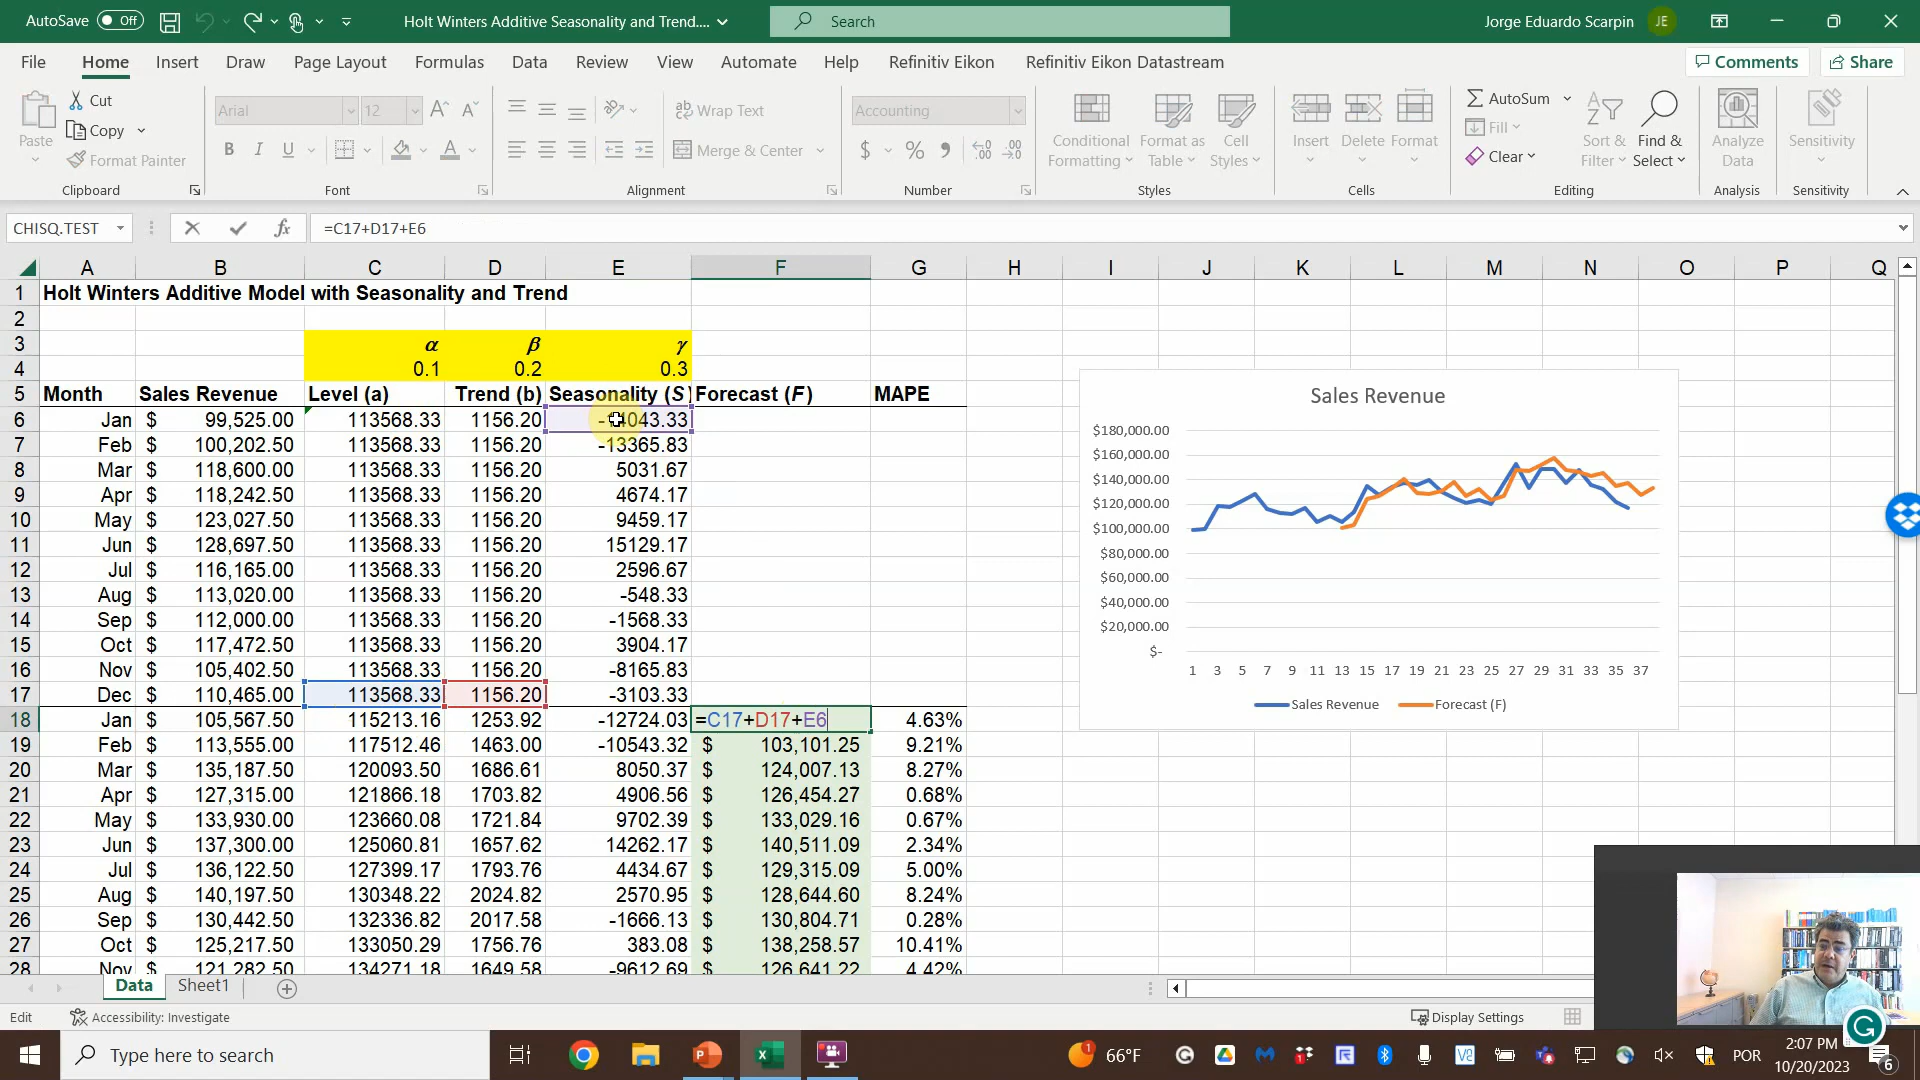 AutoSave Off Holt Winters Additive Seasonality and Trend.... Search Jorge Eduardo Scarpin JE
File Home Insert Draw Page Layout Formulas Data Review View Automate Help Refinitiv Eikon Refinitiv Eikon Datastream Comments Share
Paste Cut Copy Format Painter Clipboard
Arial 12 A A B I U A Font
ab Wrap Text Merge & Center Alignment
Accounting $ % Number
Conditional Formatting Format as Table Cell Styles Styles
Insert Delete Format Cells
AutoSum Fill Clear Sort & Filter Find & Select Editing
Analyze Data Analysis
Sensitivity Sensitivity
CHISQ.TEST fx =C17+D17+E6
A B C D E F G H I J K L M N O P Q
1 Holt Winters Additive Model with Seasonality and Trend
2
3 α β γ
4 0.1 0.2 0.3
5 Month Sales Revenue Level (a) Trend (b) Seasonality (S) Forecast (F) MAPE
6 Jan $ 99,525.00 113568.33 1156.20 -14043.33
7 Feb $ 100,202.50 113568.33 1156.20 -13365.83
8 Mar $ 118,600.00 113568.33 1156.20 5031.67
9 Apr $ 118,242.50 113568.33 1156.20 4674.17
10 May $ 123,027.50 113568.33 1156.20 9459.17
11 Jun $ 128,697.50 113568.33 1156.20 15129.17
12 Jul $ 116,165.00 113568.33 1156.20 2596.67
13 Aug $ 113,020.00 113568.33 1156.20 -548.33
14 Sep $ 112,000.00 113568.33 1156.20 -1568.33
15 Oct $ 117,472.50 113568.33 1156.20 3904.17
16 Nov $ 105,402.50 113568.33 1156.20 -8165.83
17 Dec $ 110,465.00 113568.33 1156.20 -3103.33
18 Jan $ 105,567.50 115213.16 1253.92 -12724.03 =C17+D17+E6 4.63%
19 Feb $ 113,555.00 117512.46 1463.00 -10543.32 $ 103,101.25 9.21%
20 Mar $ 135,187.50 120093.50 1686.61 8050.37 $ 124,007.13 8.27%
21 Apr $ 127,315.00 121866.18 1703.82 4906.56 $ 126,454.27 0.68%
22 May $ 133,930.00 123660.08 1721.84 9702.39 $ 133,029.16 0.67%
23 Jun $ 137,300.00 125060.81 1657.62 14262.17 $ 140,511.09 2.34%
24 Jul $ 136,122.50 127399.17 1793.76 4434.67 $ 129,315.09 5.00%
25 Aug $ 140,197.50 130348.22 2024.82 2570.95 $ 128,644.60 8.24%
26 Sep $ 130,442.50 132336.82 2017.58 -1666.13 $ 130,804.71 0.28%
27 Oct $ 125,217.50 133050.29 1756.76 383.08 $ 138,258.57 10.41%
28 Nov $ 121,282.50 134271.18 1649.58 -9612.69 $ 126,641.22 4.42%
Sales Revenue
$180,000.00
$160,000.00
$140,000.00
$120,000.00
$100,000.00
$80,000.00
$60,000.00
$40,000.00
$20,000.00
$-
1 3 5 7 9 11 13 15 17 19 21 23 25 27 29 31 33 35 37
Sales Revenue Forecast (F)
Data Sheet1
Edit Accessibility: Investigate Display Settings
Type here to search 1 66°F POR 2:07 PM
10/20/2023 6